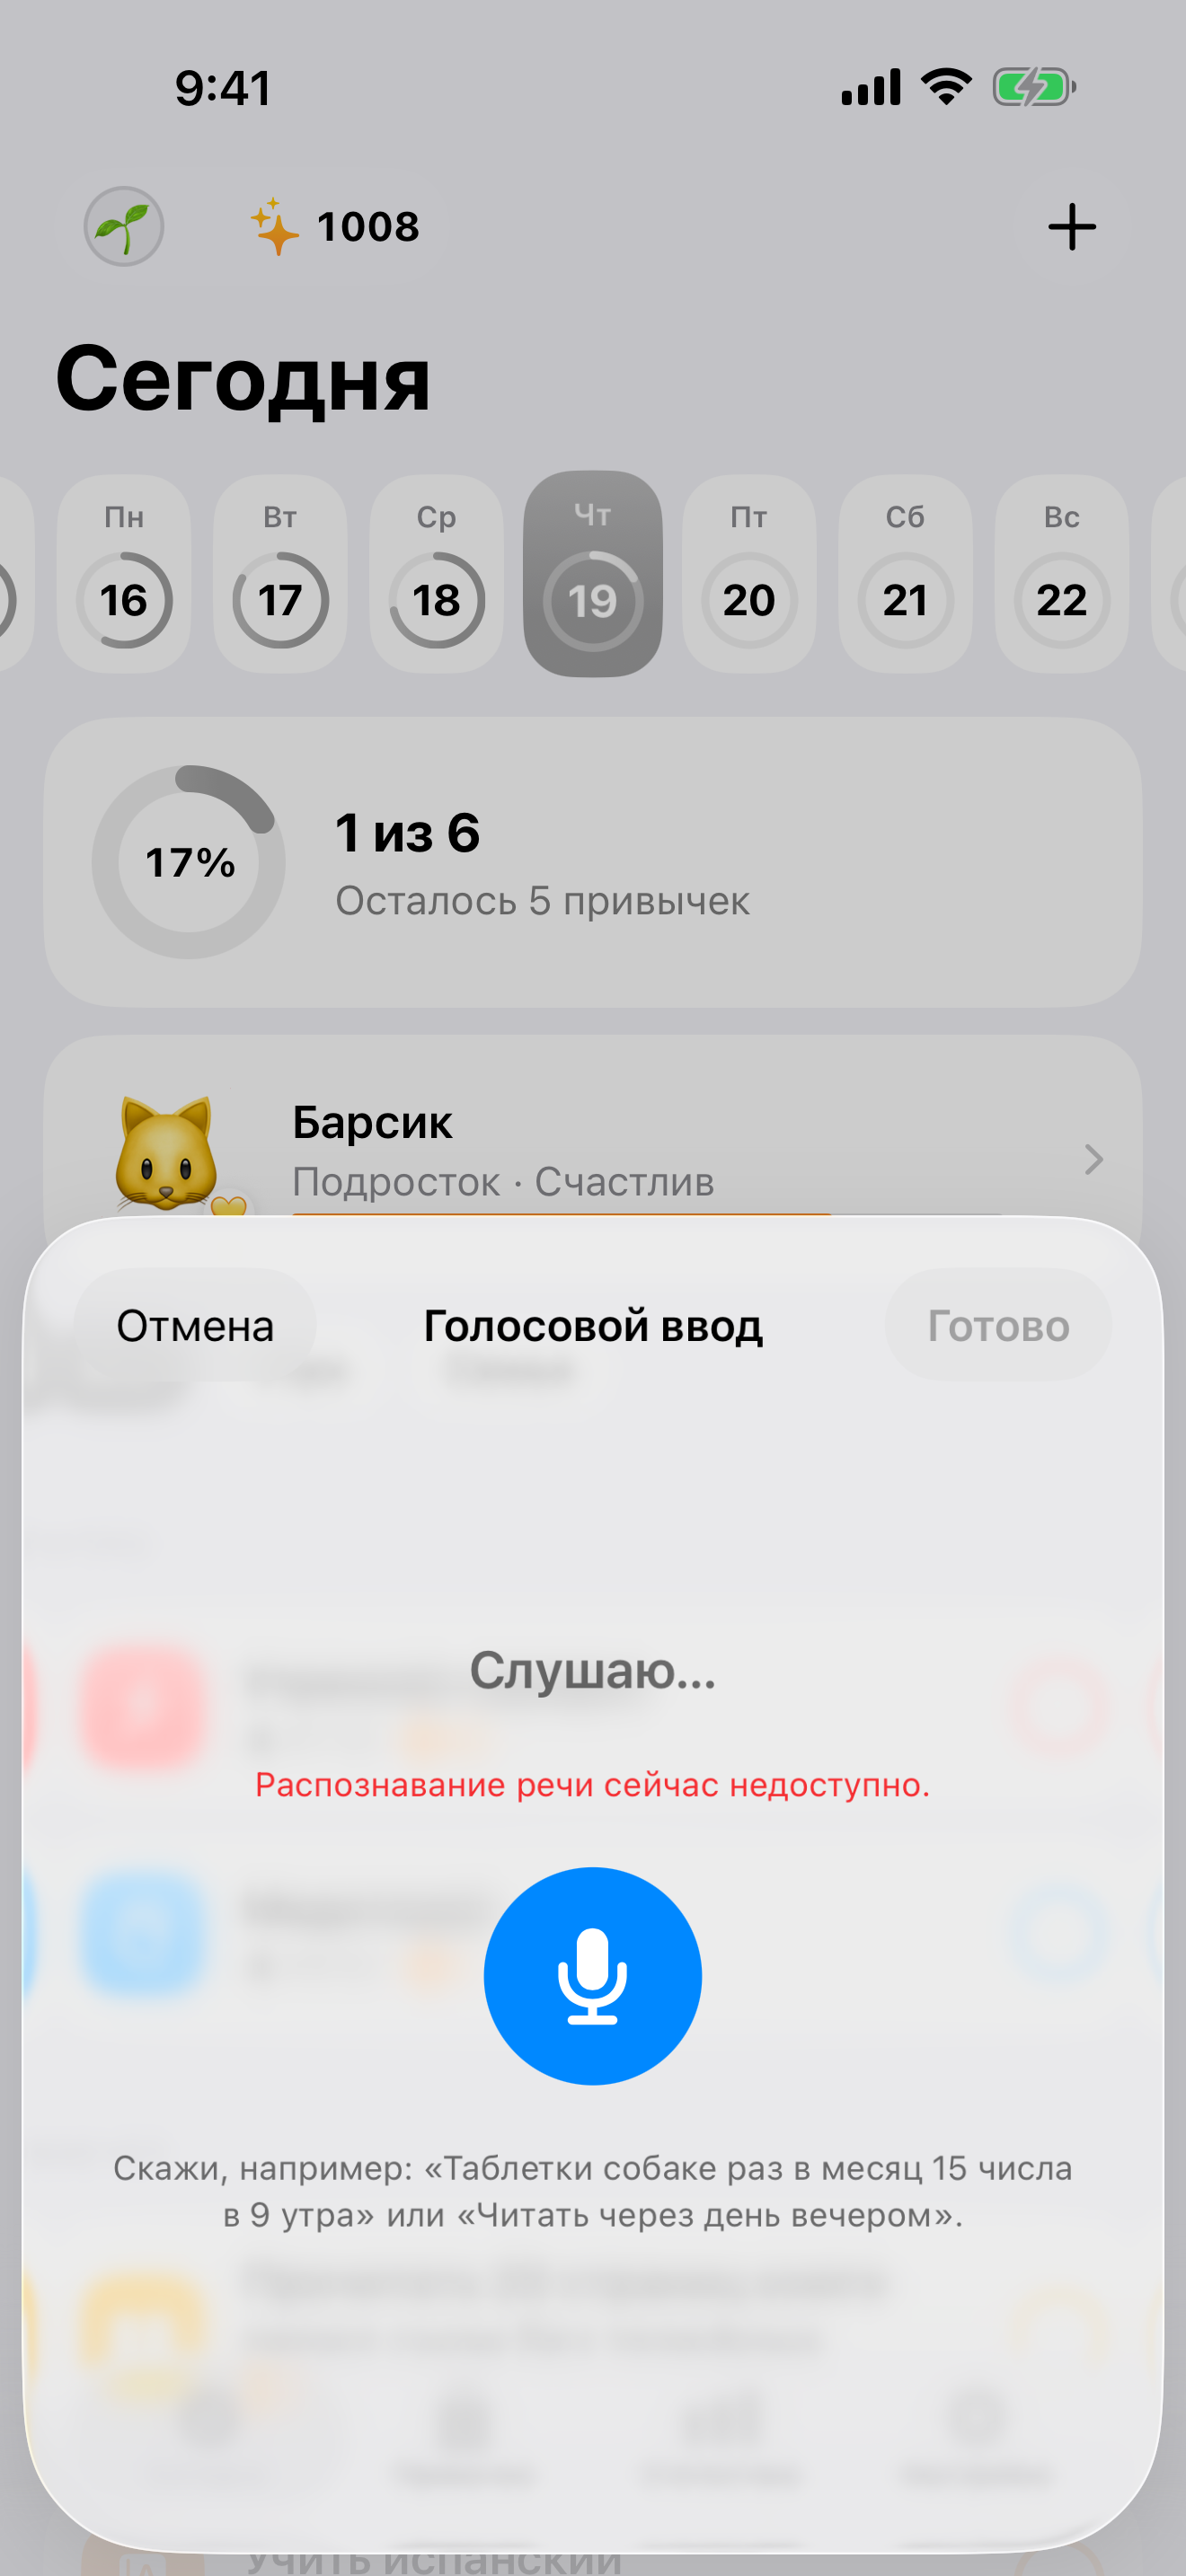 9:41
1008
Сегодня
Пн Вт Ср Чт Пт Сб Вс
16 17 18 19 20 21 22
17%
1 из 6
Осталось 5 привычек
Барсик
Подросток · Счастлив
Отмена
Голосовой ввод
Готово
Слушаю...
Распознавание речи сейчас недоступно.
Скажи, например: «Таблетки собаке раз в месяц 15 числа
в 9 утра» или «Читать через день вечером».
Учить испанский